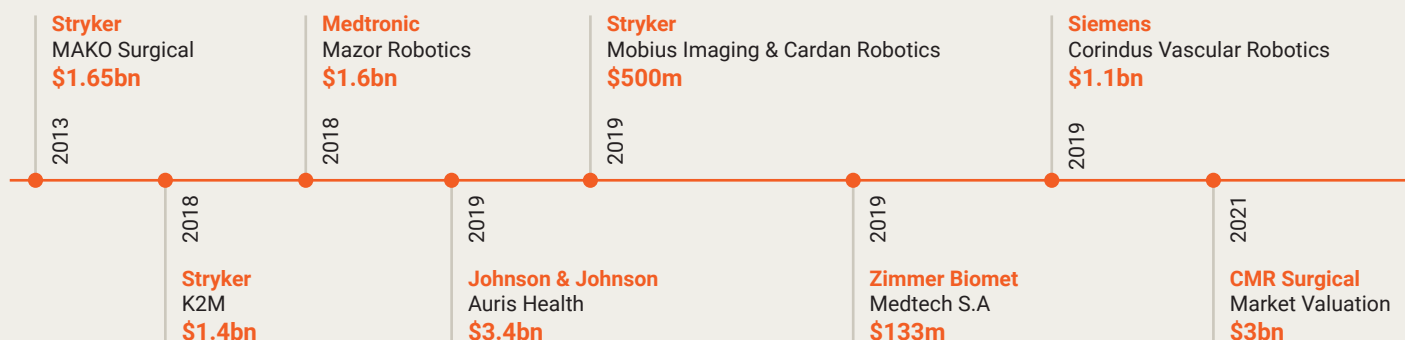 Stryker
MAKO Surgical
$1.65bn
2013
Stryker
K2M
$1.4bn
2018
Medtronic
Mazor Robotics
$1.6bn
2018
Johnson & Johnson
Auris Health
$3.4bn
2019
Stryker
Mobius Imaging & Cardan Robotics
$500m
2019
Zimmer Biomet
Medtech S.A
$133m
2019
Siemens
Corindus Vascular Robotics
$1.1bn
2019
CMR Surgical
Market Valuation
$3bn
2021